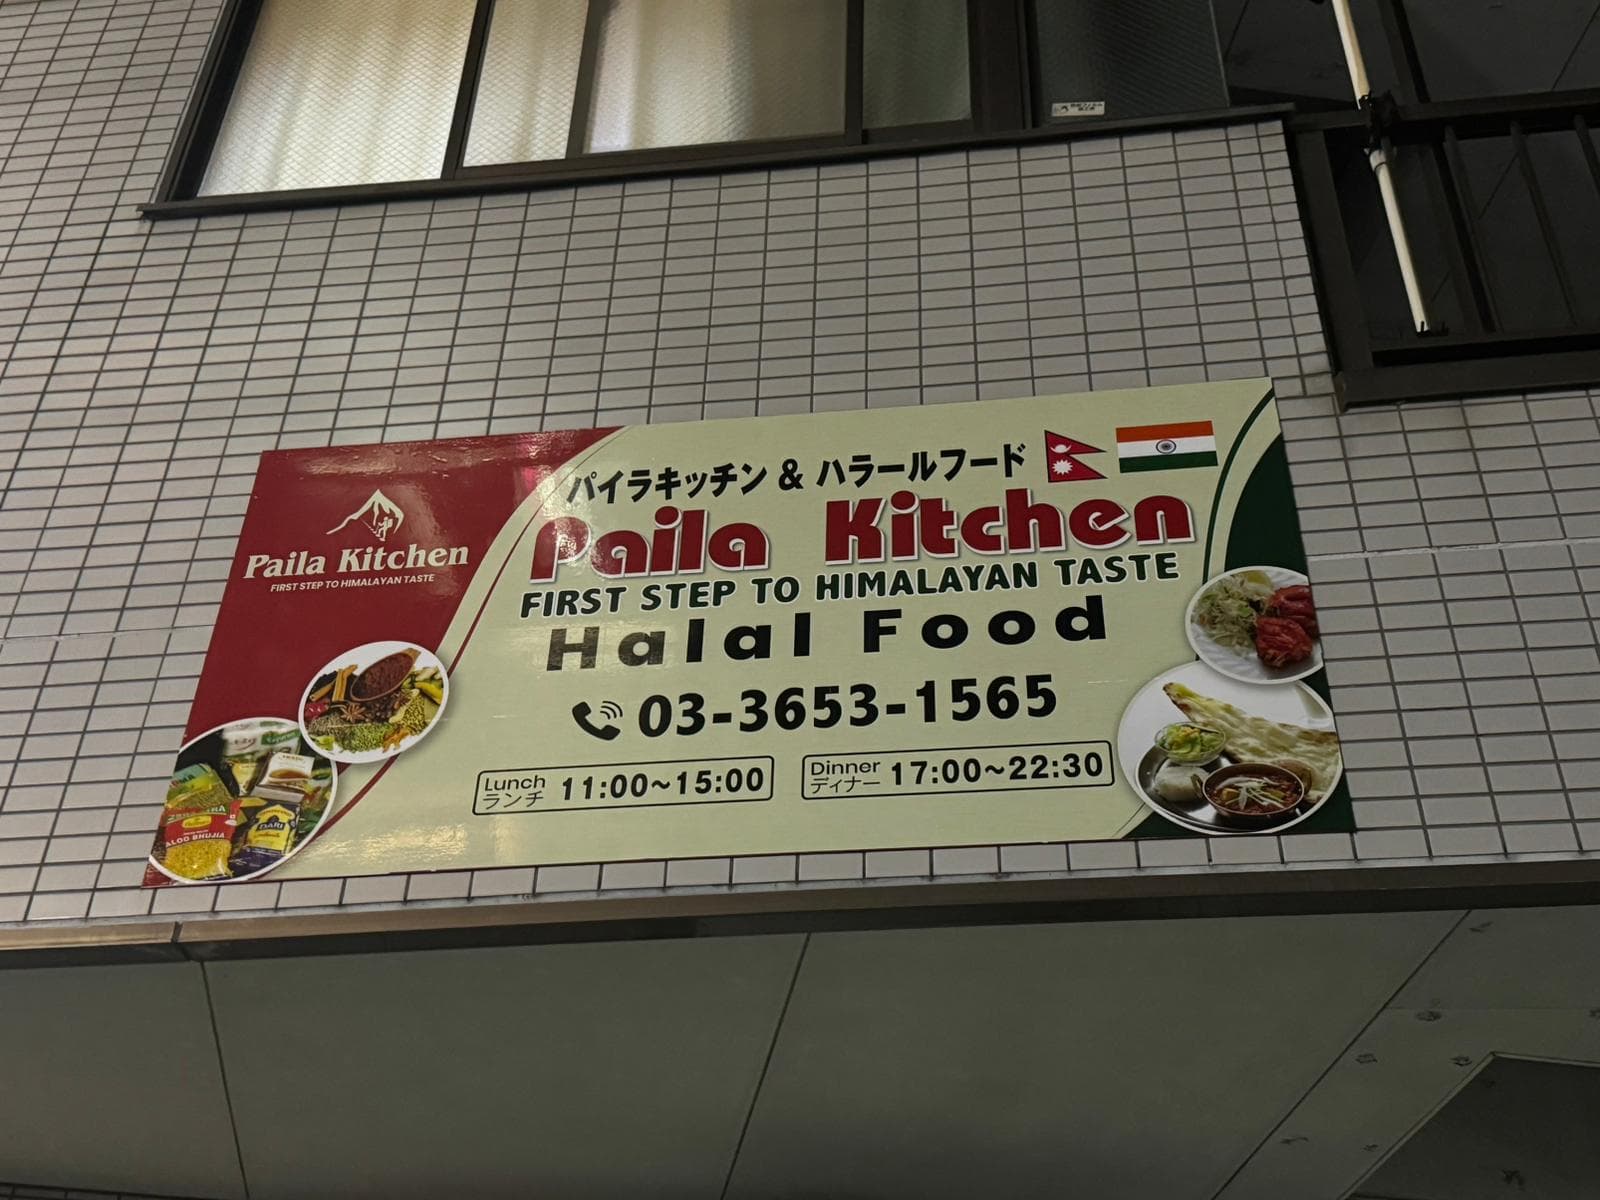 Paila Kitchen
FIRST STEP TO HIMALAYAN TASTE
パイラキッチン & ハラールフード
Paila Kitchen
FIRST STEP TO HIMALAYAN TASTE
Halal Food
03-3653-1565
Lunch
ランチ
11:00~15:00
Dinner
ディナー
17:00~22:30
ALOO BHUJIA
DARI